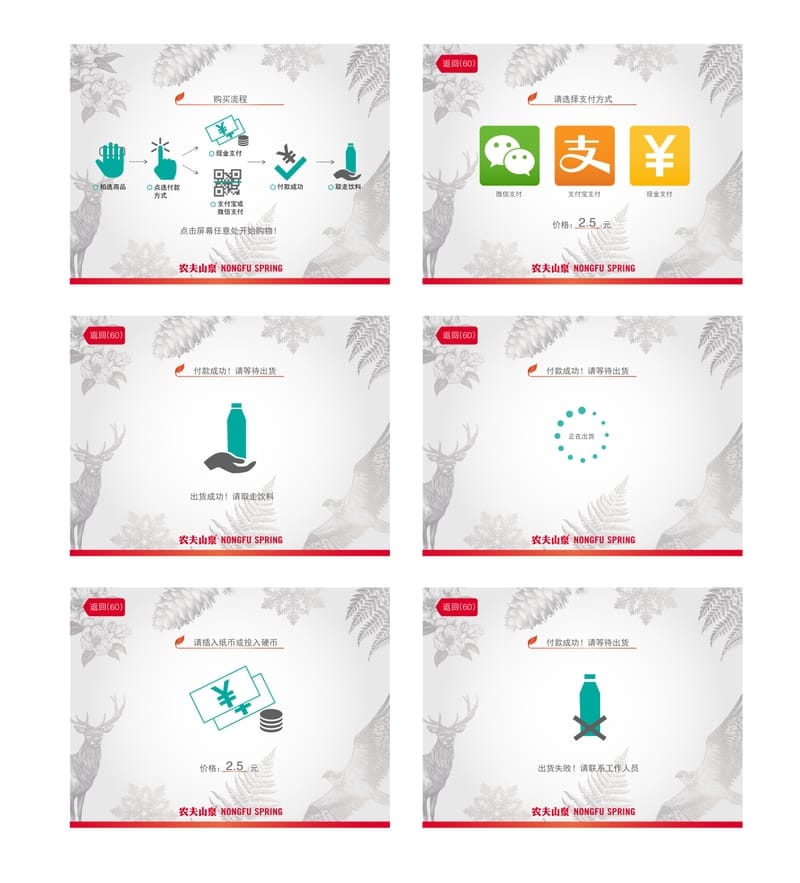 购买流程
现金支付
拍选商品
点选付款
方式
支付宝或
微信支付
付款成功
取走饮料
点击屏幕任意处开始购物！
农夫山泉 NONGFU SPRING
返回(60)
请选择支付方式
支
¥
微信支付
支付宝支付
现金支付
价格：2.5 元
农夫山泉 NONGFU SPRING
返回(60)
付款成功！请等待出货
出货成功！请取走饮料
农夫山泉 NONGFU SPRING
返回(60)
付款成功！请等待出货
正在出货
农夫山泉 NONGFU SPRING
返回(60)
请插入纸币或投入硬币
¥
价格：2.5 元
农夫山泉 NONGFU SPRING
返回(60)
付款成功！请等待出货
出货失败！请联系工作人员
农夫山泉 NONGFU SPRING